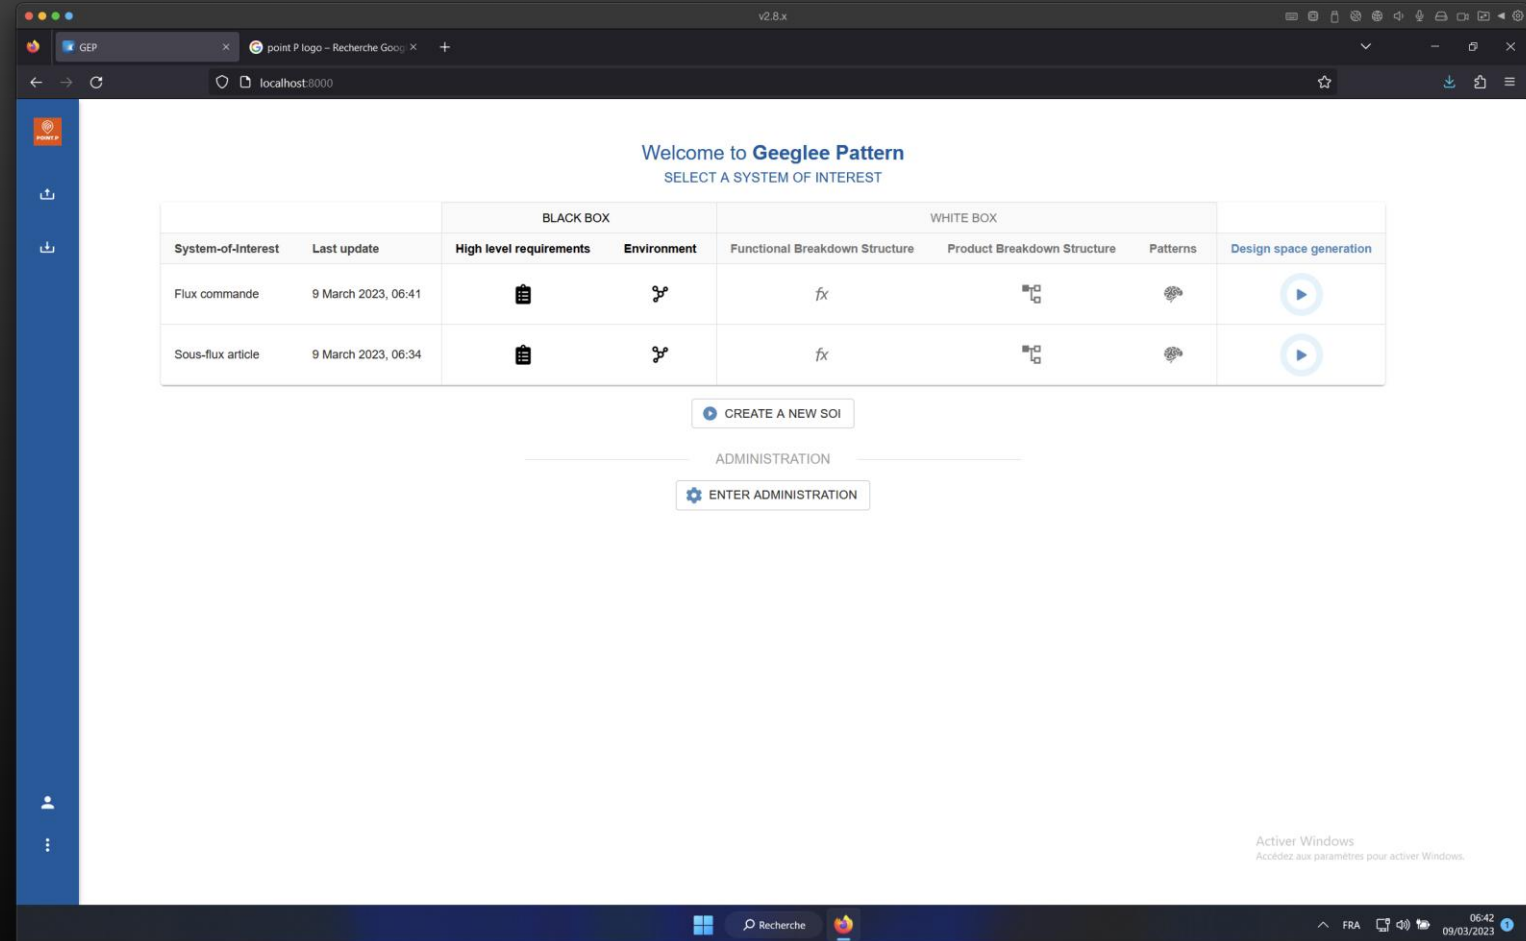 v2.8.x
GEP
point P logo – Recherche Goog
localhost:8000
POINT.P
Welcome to Geeglee Pattern
SELECT A SYSTEM OF INTEREST
BLACK BOX WHITE BOX
System-of-Interest Last update High level requirements Environment Functional Breakdown Structure Product Breakdown Structure Patterns Design space generation
Flux commande 9 March 2023, 06:41 fx
Sous-flux article 9 March 2023, 06:34 fx
CREATE A NEW SOI
ADMINISTRATION
ENTER ADMINISTRATION
Activer Windows
Accédez aux paramètres pour activer Windows.
Recherche
FRA
06:42
09/03/2023
1